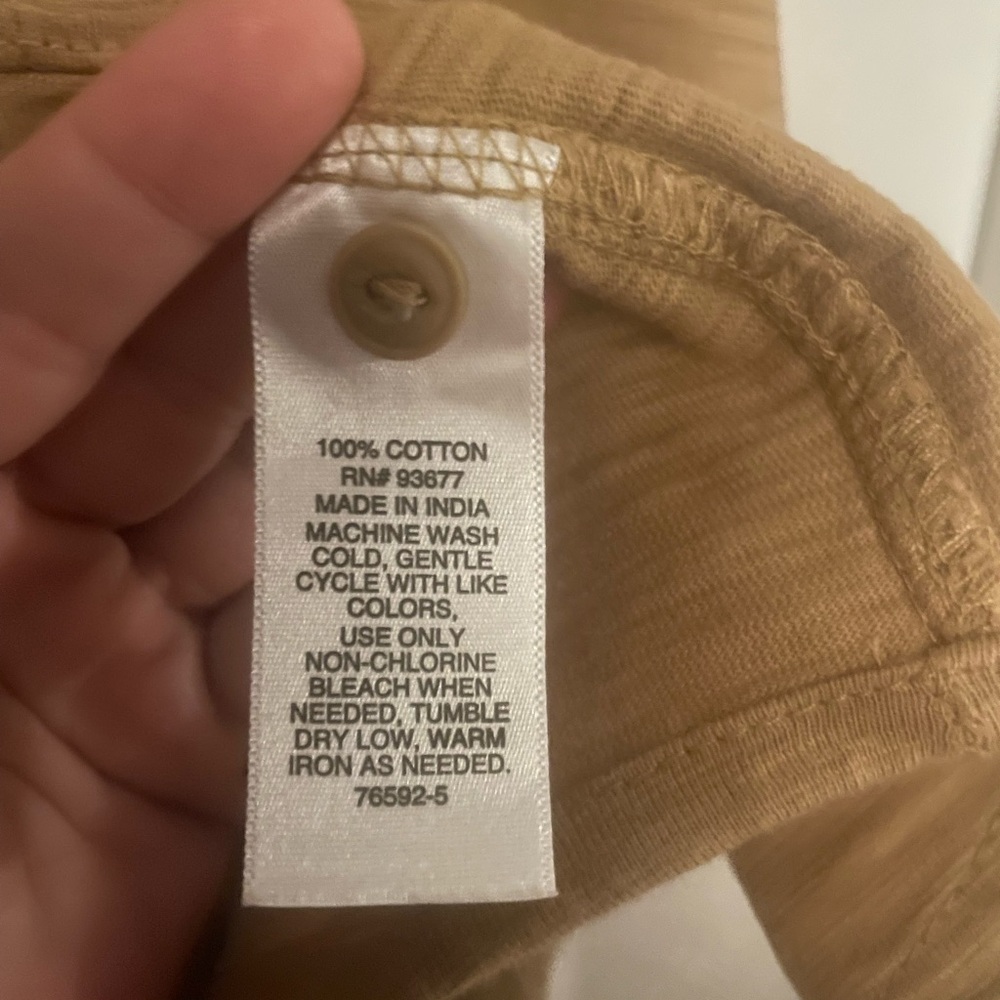 100% COTTON
RN# 93677
MADE IN INDIA
MACHINE WASH
COLD, GENTLE
CYCLE WITH LIKE
COLORS,
USE ONLY
NON-CHLORINE
BLEACH WHEN
NEEDED, TUMBLE
DRY LOW, WARM
IRON AS NEEDED.
76592-5